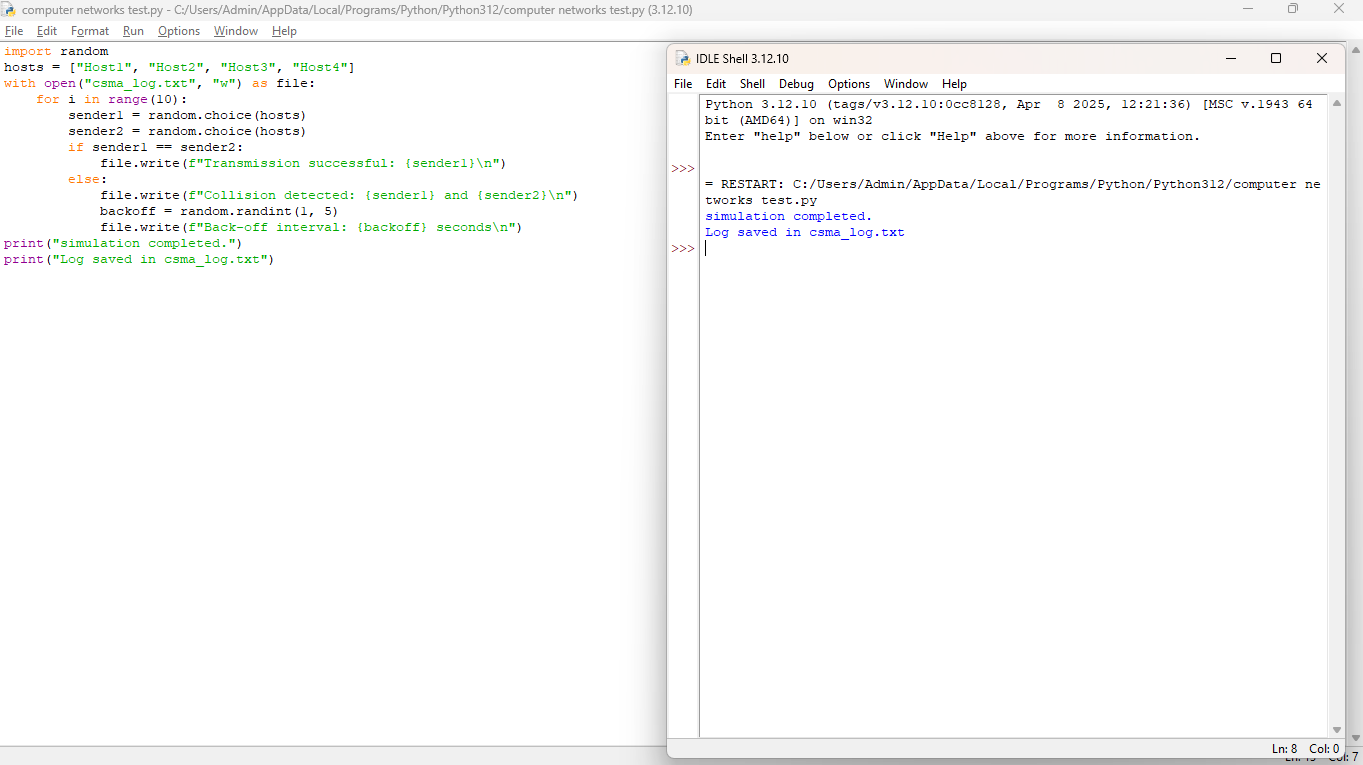 computer networks test.py - C:/Users/Admin/AppData/Local/Programs/Python/Python312/computer networks test.py (3.12.10)
File Edit Format Run Options Window Help
import random
hosts = ["Host1", "Host2", "Host3", "Host4"]
with open("csma_log.txt", "w") as file:
    for i in range(10):
        sender1 = random.choice(hosts)
        sender2 = random.choice(hosts)
        if sender1 == sender2:
            file.write(f"Transmission successful: {sender1}\n")
        else:
            file.write(f"Collision detected: {sender1} and {sender2}\n")
            backoff = random.randint(1, 5)
            file.write(f"Back-off interval: {backoff} seconds\n")
print("simulation completed.")
print("Log saved in csma_log.txt")
IDLE Shell 3.12.10
File Edit Shell Debug Options Window Help
Python 3.12.10 (tags/v3.12.10:0cc8128, Apr  8 2025, 12:21:36) [MSC v.1943 64
bit (AMD64)] on win32
Enter "help" below or click "Help" above for more information.
>>>
= RESTART: C:/Users/Admin/AppData/Local/Programs/Python/Python312/computer ne
tworks test.py
simulation completed.
Log saved in csma_log.txt
>>>
Ln: 8 Col: 0